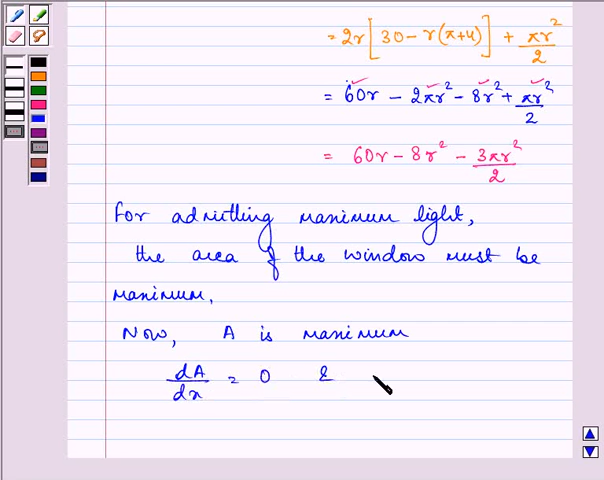 = 2r[30 - r(π+4)] + πr²/2
= 60r - 2πr² - 8r² + πr²/2
= 60r - 8r² - 3πr²/2
For admitting maximum light,
the area of the window must be
maximum.
Now, A is maximum
dA/dx = 0 &